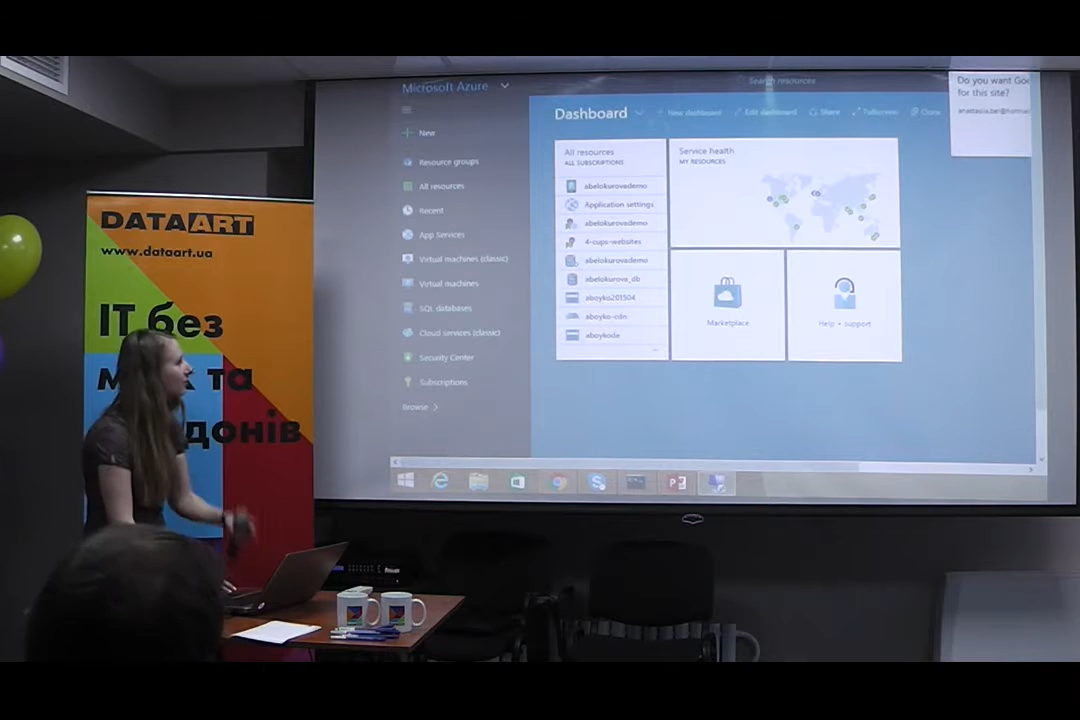 DATAART
www.dataart.ua
IT без
та
донів
Microsoft Azure
Search resources
New
Resource groups
All resources
Recent
App Services
Virtual machines (classic)
Virtual machines
SQL databases
Cloud services (classic)
Security Center
Subscriptions
Browse
Dashboard
New dashboard
Edit dashboard
Share
Fullscreen
Clone
All resources
ALL SUBSCRIPTIONS
abelokurovademo
Application settings
abelokurovademo
4-cups-websites
abelokurovademo
abelokurova_db
aboyko201504
aboyko-cdn
aboykode
Service health
MY RESOURCES
Marketplace
Help + support
Do you want Goo
for this site?